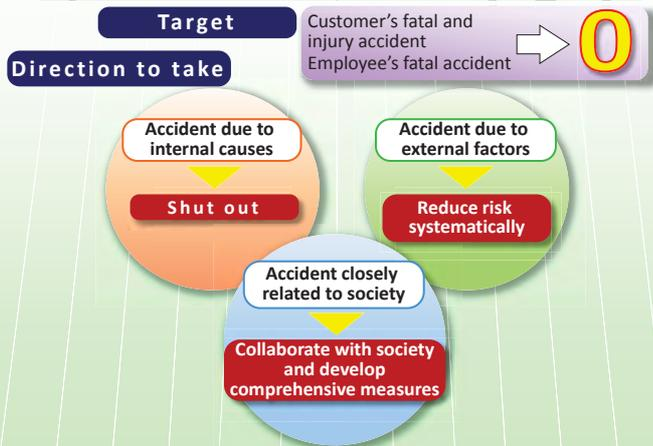 Target
Customer's fatal and
injury accident
Employee's fatal accident
0
Direction to take
Accident due to
internal causes
Shut out
Accident due to
external factors
Reduce risk
systematically
Accident closely
related to society
Collaborate with society
and develop
comprehensive measures